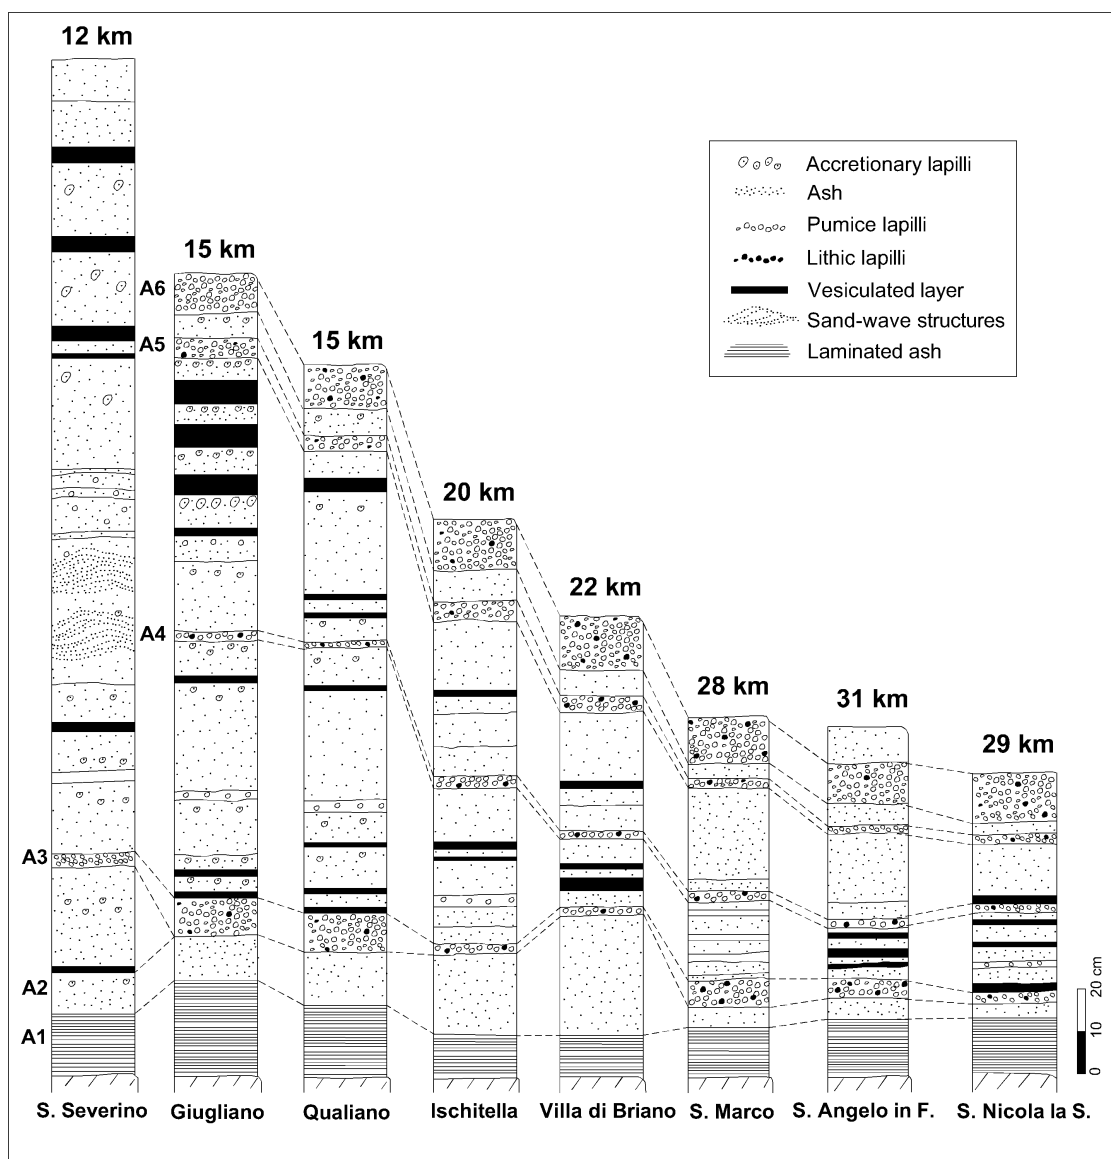 12 km
15 km
15 km
20 km
22 km
28 km
31 km
29 km
A6
A5
A4
A3
A2
A1
Accretionary lapilli
Ash
Pumice lapilli
Lithic lapilli
Vesiculated layer
Sand-wave structures
Laminated ash
20 cm
10
0
S. Severino
Giugliano
Qualiano
Ischitella
Villa di Briano
S. Marco
S. Angelo in F.
S. Nicola la S.